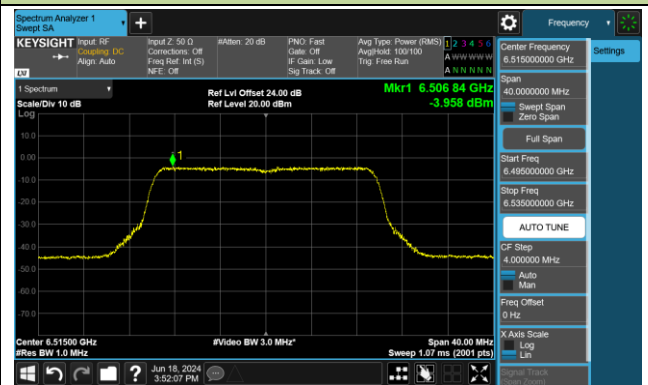 Spectrum Analyzer 1
Swept SA
Frequency
KEYSIGHT
Input: RF
Coupling: DC
Align: Auto
Input Z: 50 Ω
Corrections: Off
Freq Ref: Int (S)
NFE: Off
#Atten: 20 dB
PNO: Fast
Gate: Off
IF Gain: Low
Sig Track: Off
Avg Type: Power (RMS)
Avg|Hold: 100/100
Trig: Free Run
1 2 3 4 5 6
A W W W W W
A N N N N N
LXI
Settings
Center Frequency
6.515000000 GHz
Span
40.0000000 MHz
Swept Span
Zero Span
Full Span
Start Freq
6.495000000 GHz
Stop Freq
6.535000000 GHz
AUTO TUNE
CF Step
4.000000 MHz
Auto
Man
Freq Offset
0 Hz
X Axis Scale
Log
Lin
Signal Track
(Span Zoom)
1 Spectrum
Scale/Div 10 dB
Log
Ref Lvl Offset 24.00 dB
Ref Level 20.00 dBm
Mkr1 6.506 84 GHz
-3.958 dBm
1
10.0
0.00
-10.0
-20.0
-30.0
-40.0
-50.0
-60.0
-70.0
Center 6.51500 GHz
#Res BW 1.0 MHz
#Video BW 3.0 MHz*
Span 40.00 MHz
Sweep 1.07 ms (2001 pts)
Jun 18, 2024
3:52:07 PM